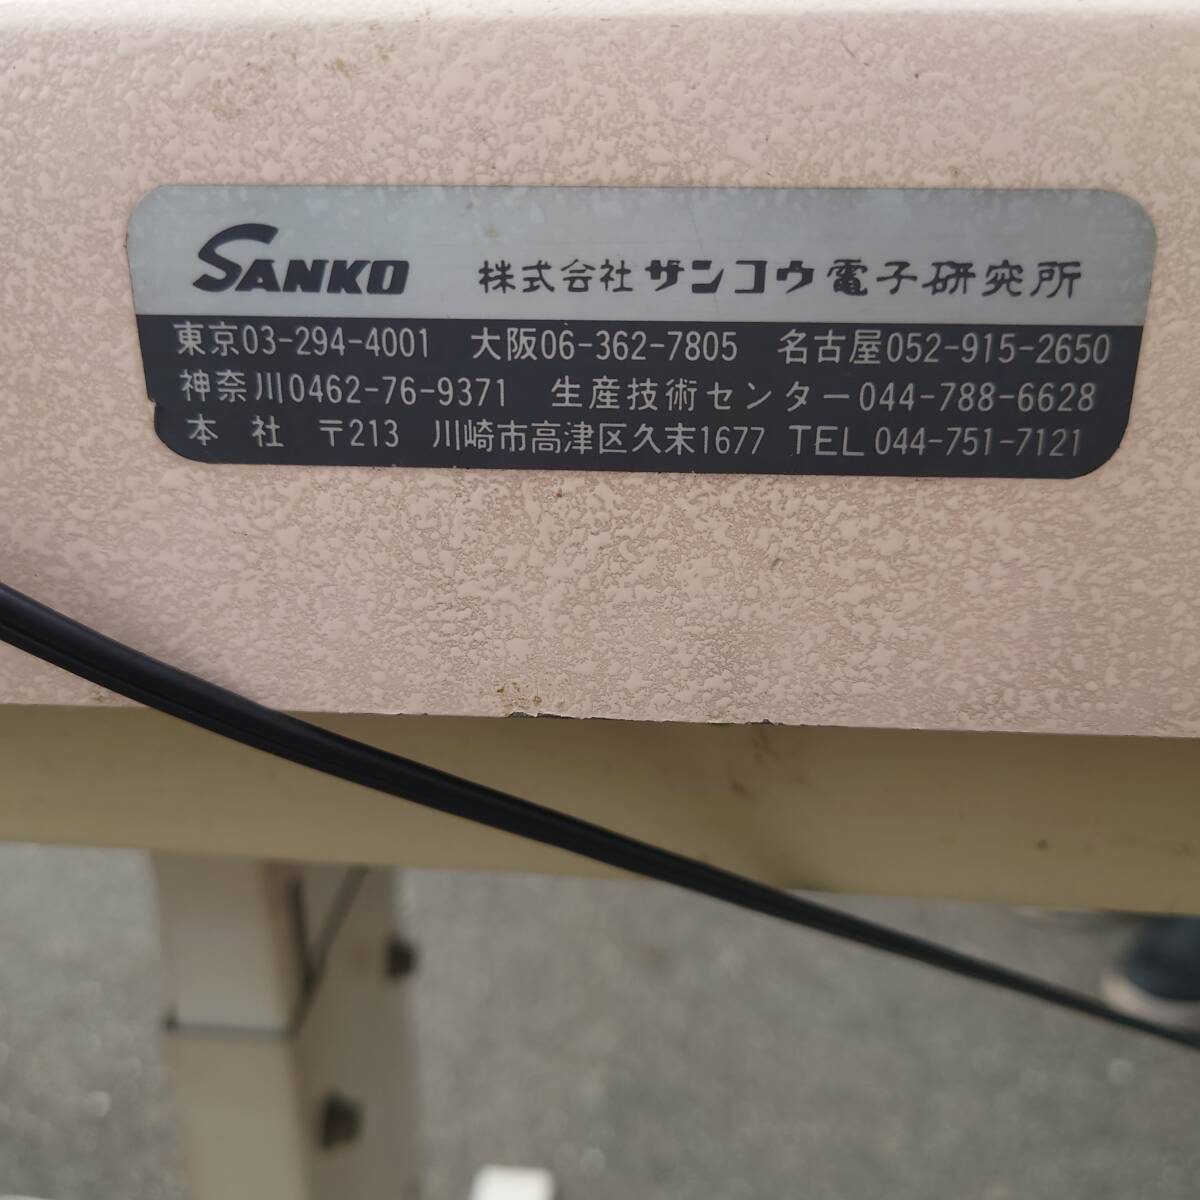 SANKO 株式会社 サンコウ電子研究所
東京03-294-4001 大阪06-362-7805 名古屋052-915-2650
神奈川0462-76-9371 生産技術センター044-788-6628
本社 〒213 川崎市高津区久末1677 TEL 044-751-7121